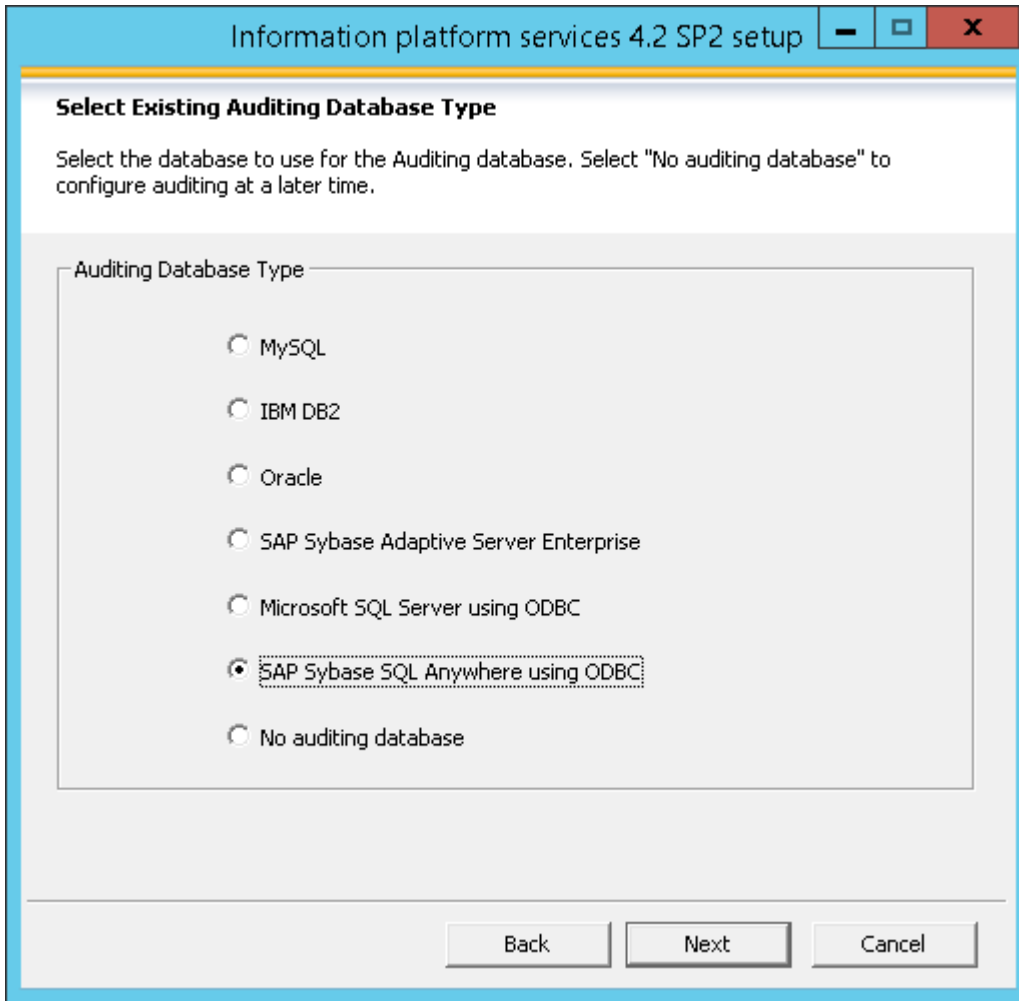 Information platform services 4.2 SP2 setup
Select Existing Auditing Database Type
Select the database to use for the Auditing database. Select "No auditing database" to
configure auditing at a later time.
Auditing Database Type
MySQL
IBM DB2
Oracle
SAP Sybase Adaptive Server Enterprise
Microsoft SQL Server using ODBC
SAP Sybase SQL Anywhere using ODBC
No auditing database
Back Next Cancel